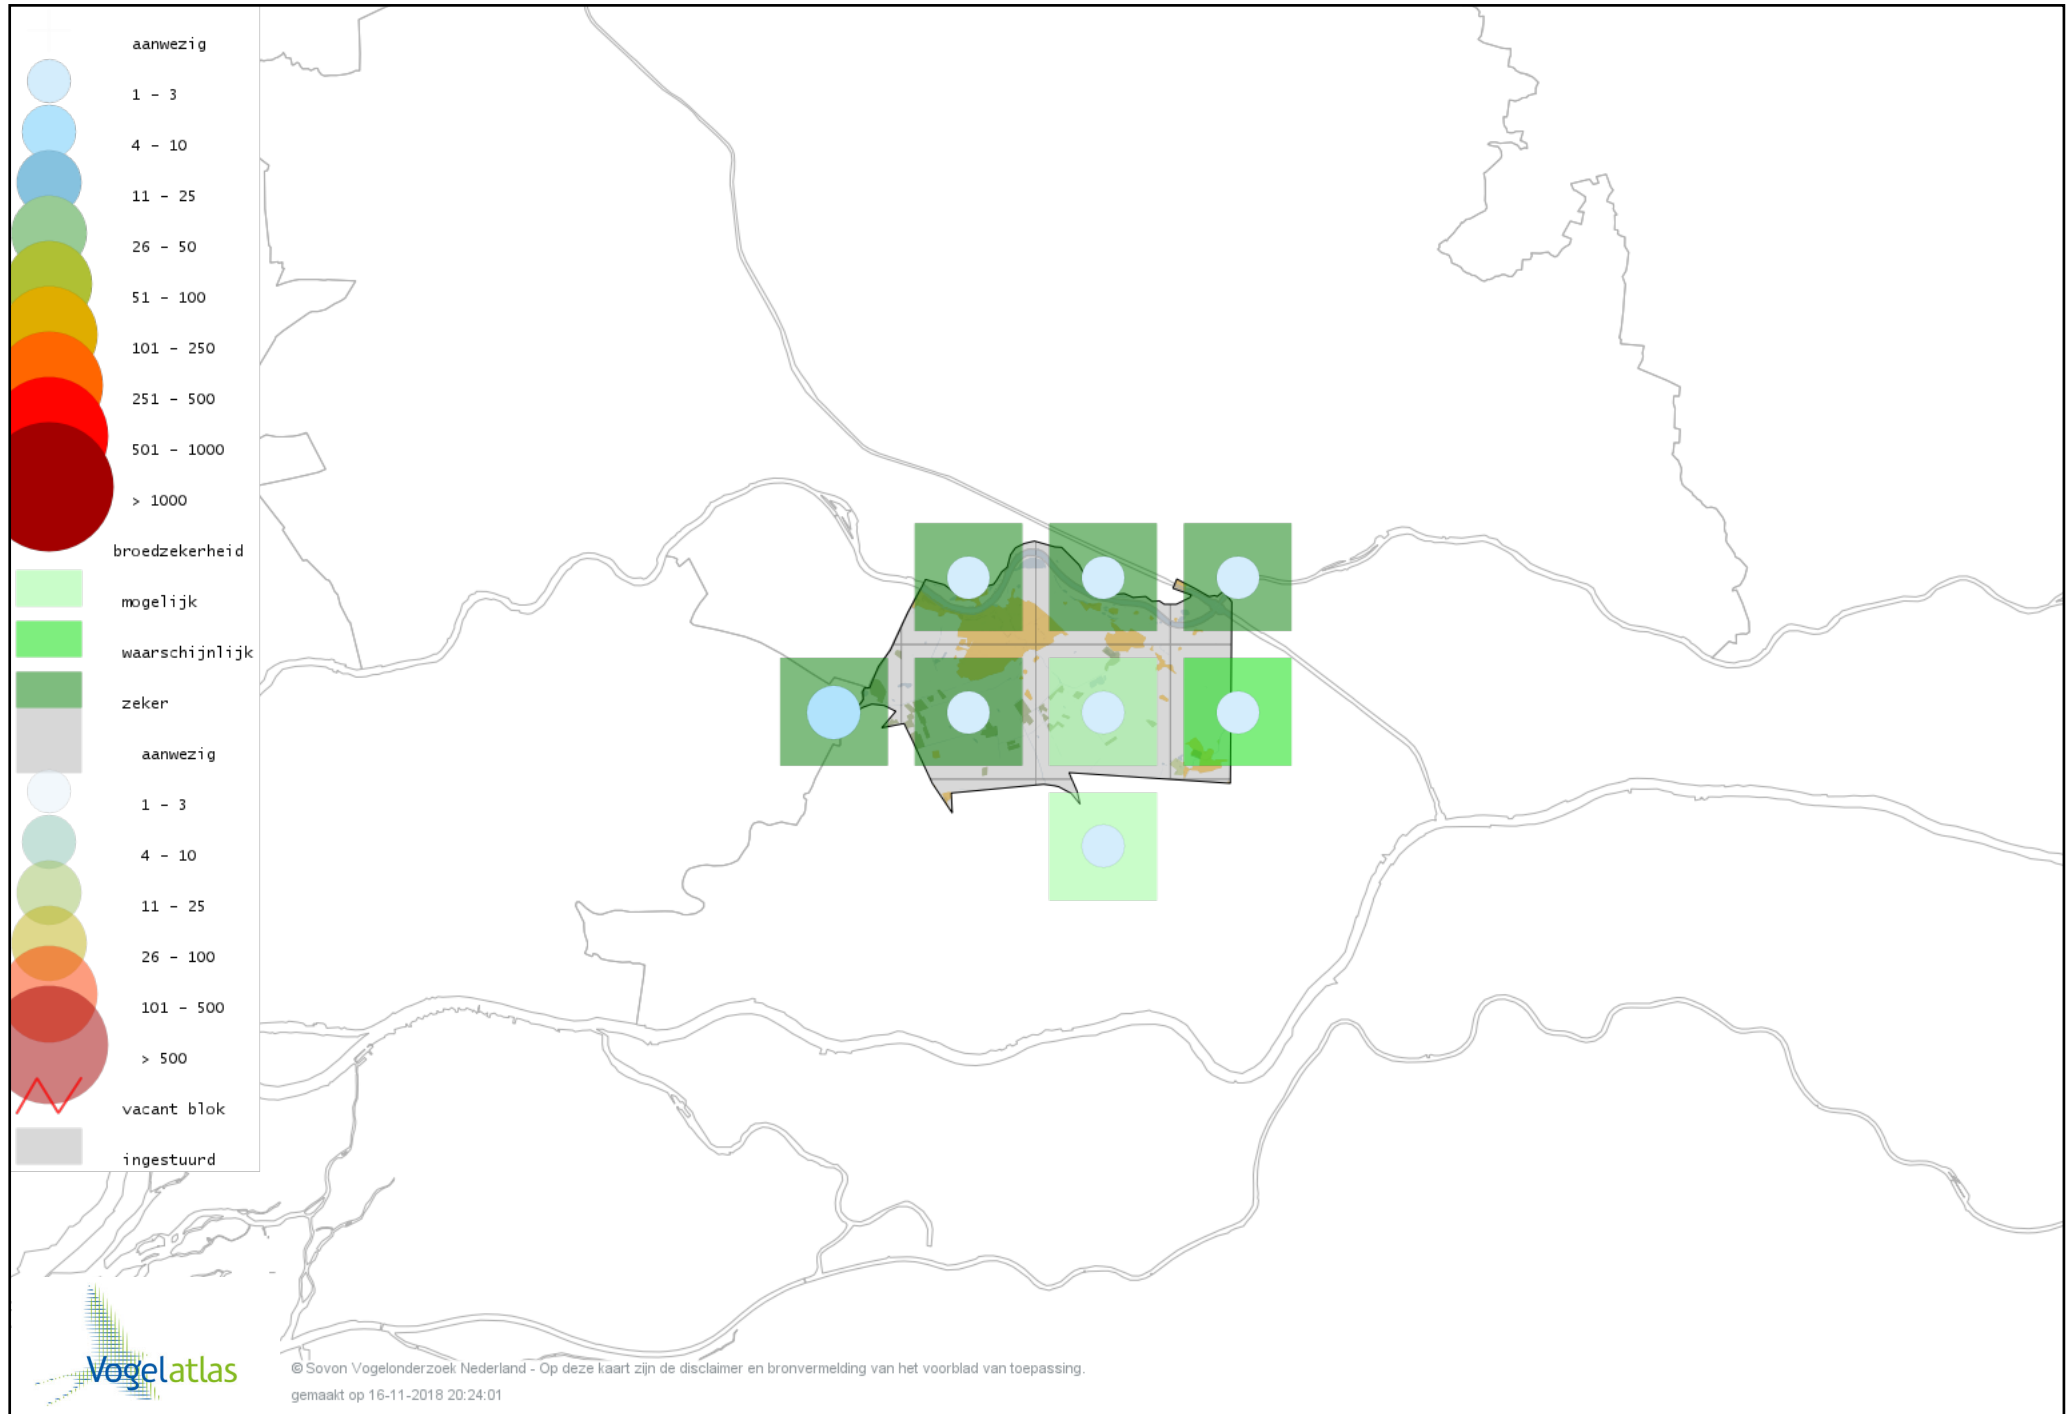 aanwezig
1 - 3
4 - 10
11 - 25
26 - 50
51 - 100
101 - 250
251 - 500
501 - 1000
> 1000
broedzekerheid
mogelijk
waarschijnlijk
zeker
aanwezig
1 - 3
4 - 10
11 - 25
26 - 100
101 - 500
> 500
vacant blok
ingestuurd
Vogelatlas
© Sovon Vogelonderzoek Nederland - Op deze kaart zijn de disclaimer en bronvermelding van het voorblad van toepassing.
gemaakt op 16-11-2018 20:24:01